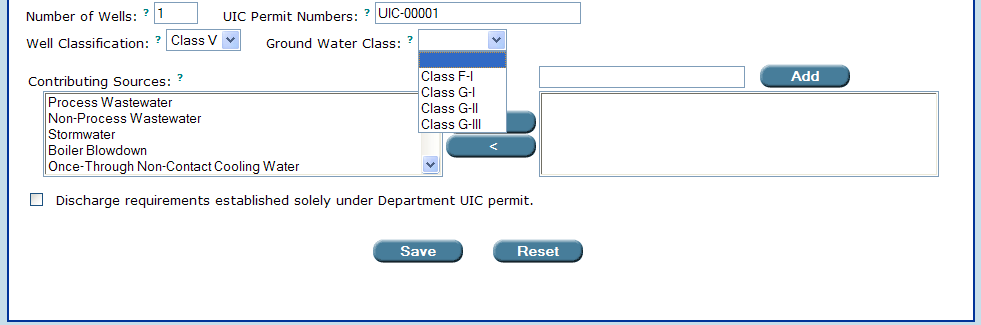 Number of Wells: ? 1 UIC Permit Numbers: ? UIC-00001
Well Classification: ? Class V Ground Water Class: ?
Class F-I
Class G-I
Class G-II
Class G-III
Contributing Sources: ? Add
Process Wastewater
Non-Process Wastewater
Stormwater
Boiler Blowdown
Once-Through Non-Contact Cooling Water
<
Discharge requirements established solely under Department UIC permit.
Save Reset